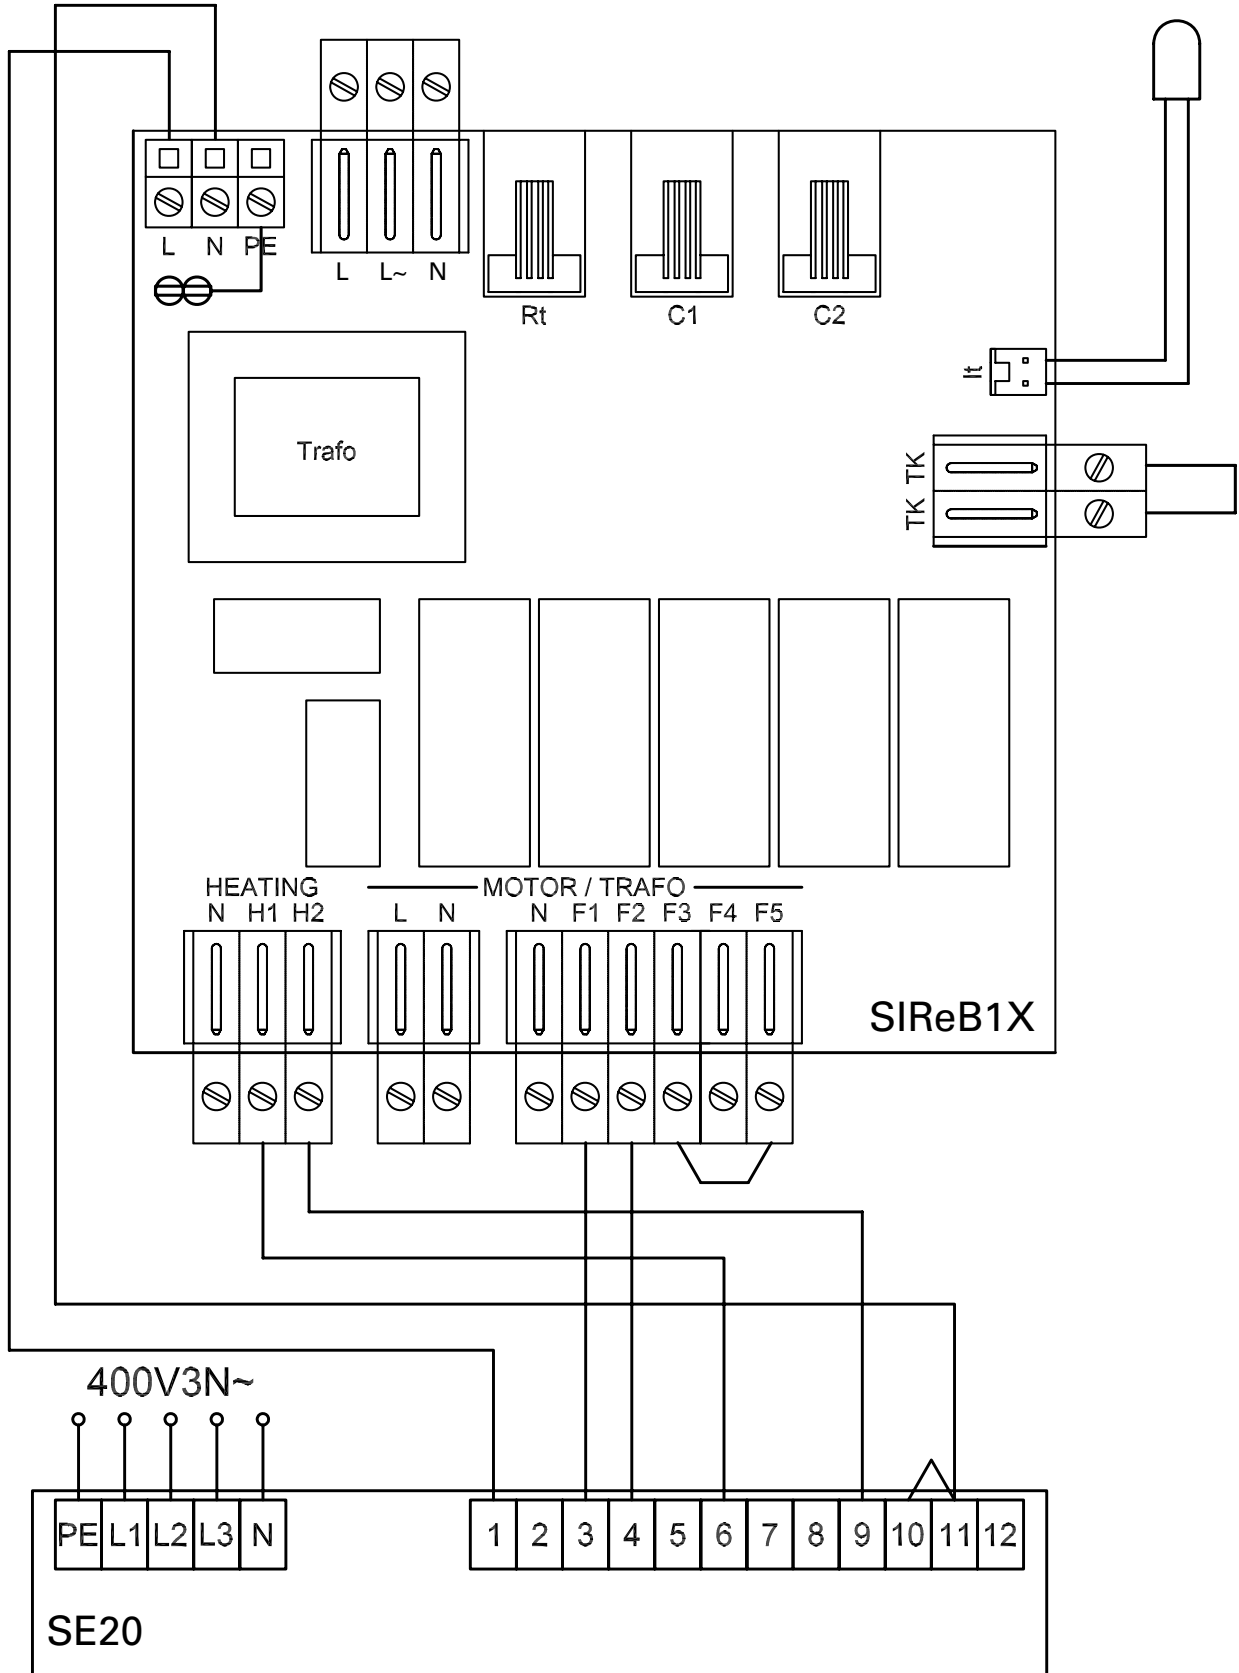 L N PE
L L~ N
Rt C1 C2
It
Trafo
TK
TK
HEATING MOTOR / TRAFO
N H1 H2 L N N F1 F2 F3 F4 F5
SIReB1X
400V3N~
PE L1 L2 L3 N 1 2 3 4 5 6 7 8 9 10 11 12
SE20